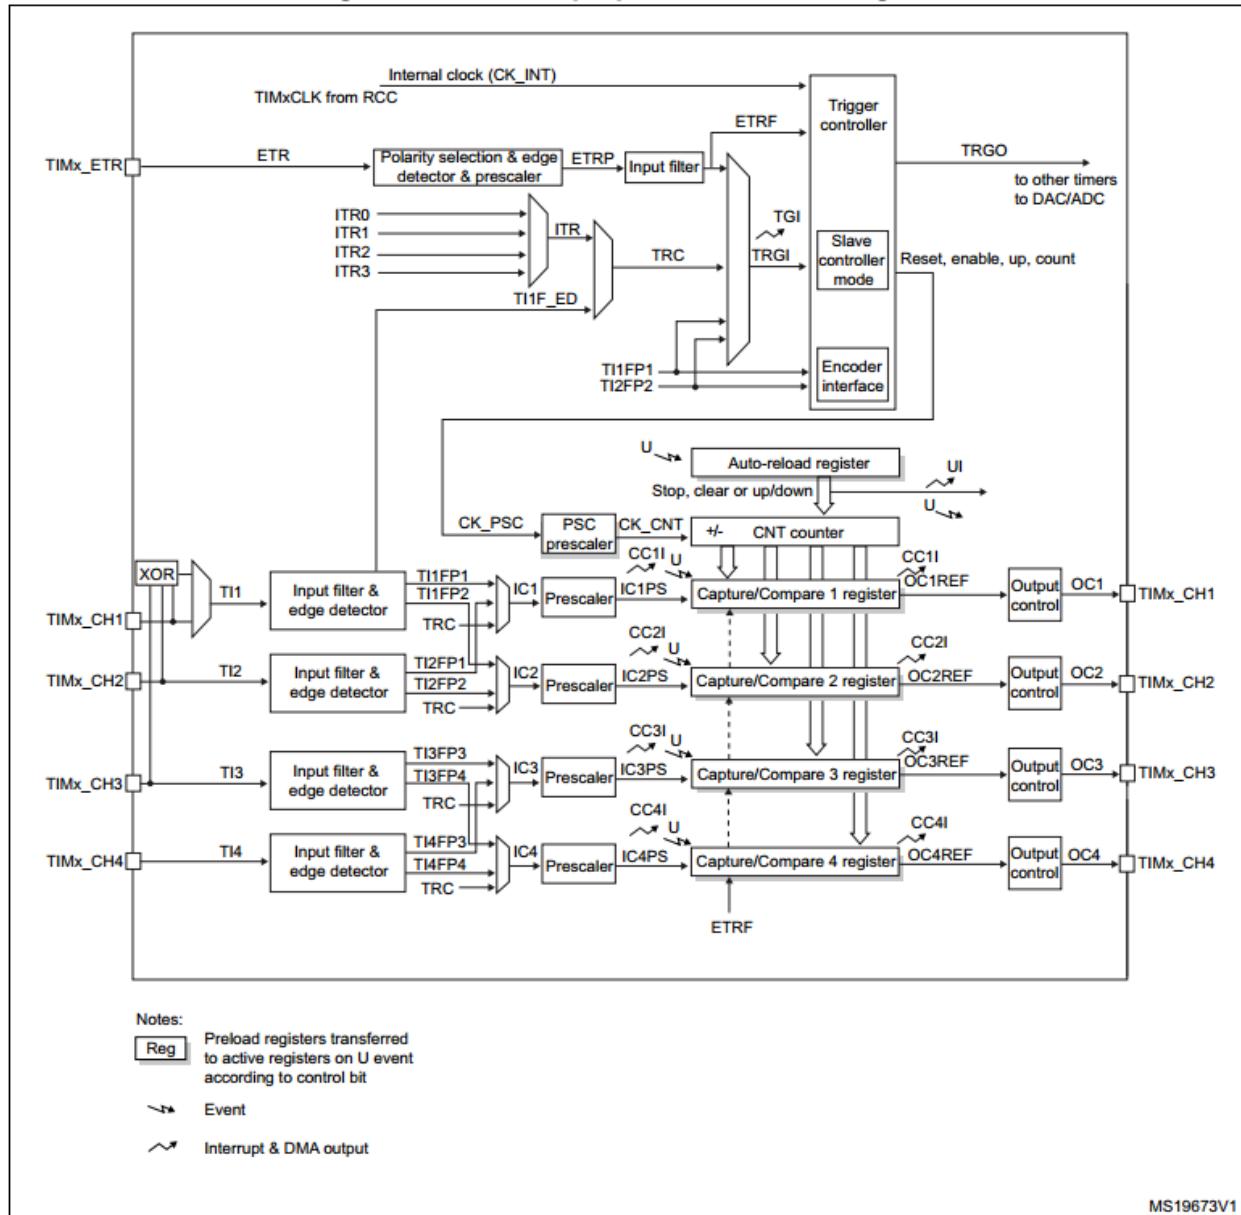 Internal clock (CK_INT)
TIMxCLK from RCC
Trigger
controller
ETRF
TIMx_ETR
ETR
Polarity selection & edge
detector & prescaler
ETRP
Input filter
TRGO
to other timers
to DAC/ADC
ITR0
ITR1
ITR2
ITR3
ITR
TGI
TRC
TRGI
Slave
controller
mode
Reset, enable, up, count
TI1F_ED
TI1FP1
TI2FP2
Encoder
interface
U
Auto-reload register
UI
Stop, clear or up/down
U
CK_PSC
PSC
prescaler
CK_CNT
+/-
CNT counter
XOR
TI1
Input filter &
edge detector
TI1FP1
TI1FP2
TRC
IC1
Prescaler
CC1I
U
IC1PS
Capture/Compare 1 register
CC1I
OC1REF
Output
control
OC1
TIMx_CH1
TIMx_CH1
TIMx_CH2
TI2
Input filter &
edge detector
TI2FP1
TI2FP2
TRC
IC2
Prescaler
CC2I
U
IC2PS
Capture/Compare 2 register
CC2I
OC2REF
Output
control
OC2
TIMx_CH2
TIMx_CH3
TI3
Input filter &
edge detector
TI3FP3
TI3FP4
TRC
IC3
Prescaler
CC3I
U
IC3PS
Capture/Compare 3 register
CC3I
OC3REF
Output
control
OC3
TIMx_CH3
TIMx_CH4
TI4
Input filter &
edge detector
TI4FP3
TI4FP4
TRC
IC4
Prescaler
CC4I
U
IC4PS
Capture/Compare 4 register
CC4I
OC4REF
Output
control
OC4
TIMx_CH4
ETRF
Notes:
Reg
Preload registers transferred
to active registers on U event
according to control bit
Event
Interrupt & DMA output
MS19673V1